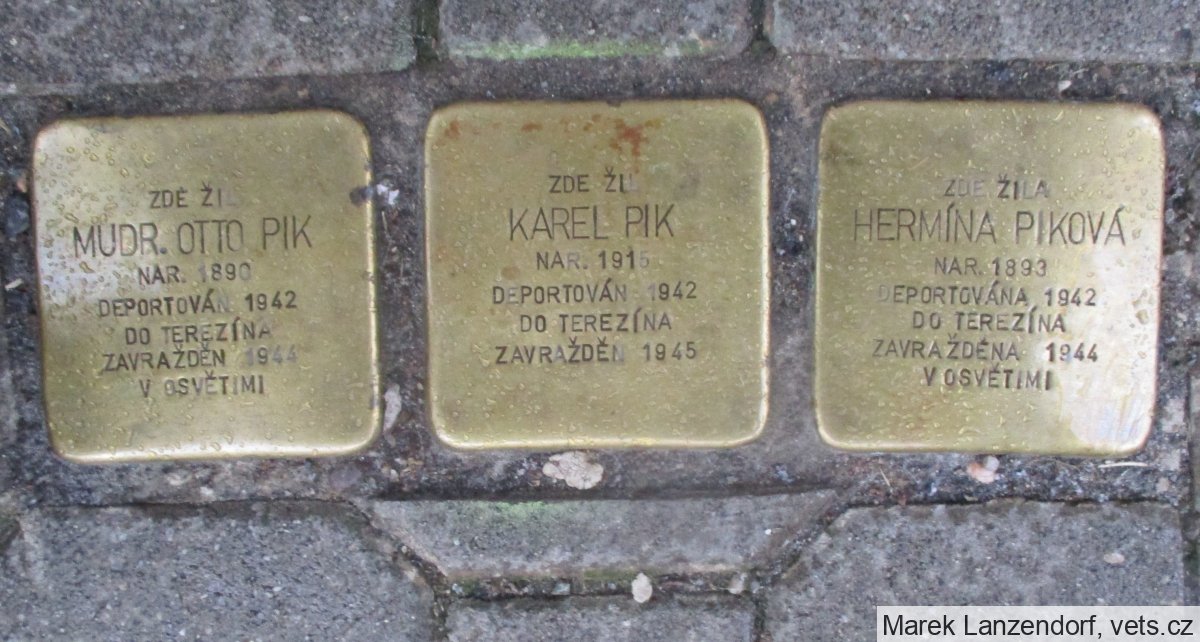 ZDE ŽIL
MUDR. OTTO PIK
NAR. 1890
DEPORTOVÁN 1942
DO TEREZÍNA
ZAVRAŽDĚN 1944
V OSVĚTIMI
ZDE ŽIL
KAREL PIK
NAR. 1915
DEPORTOVÁN 1942
DO TEREZÍNA
ZAVRAŽDĚN 1945
ZDE ŽILA
HERMÍNA PIKOVÁ
NAR. 1893
DEPORTOVÁNA 1942
DO TEREZÍNA
ZAVRAŽDĚNA 1944
V OSVĚTIMI
Marek Lanzendorf, vets.cz